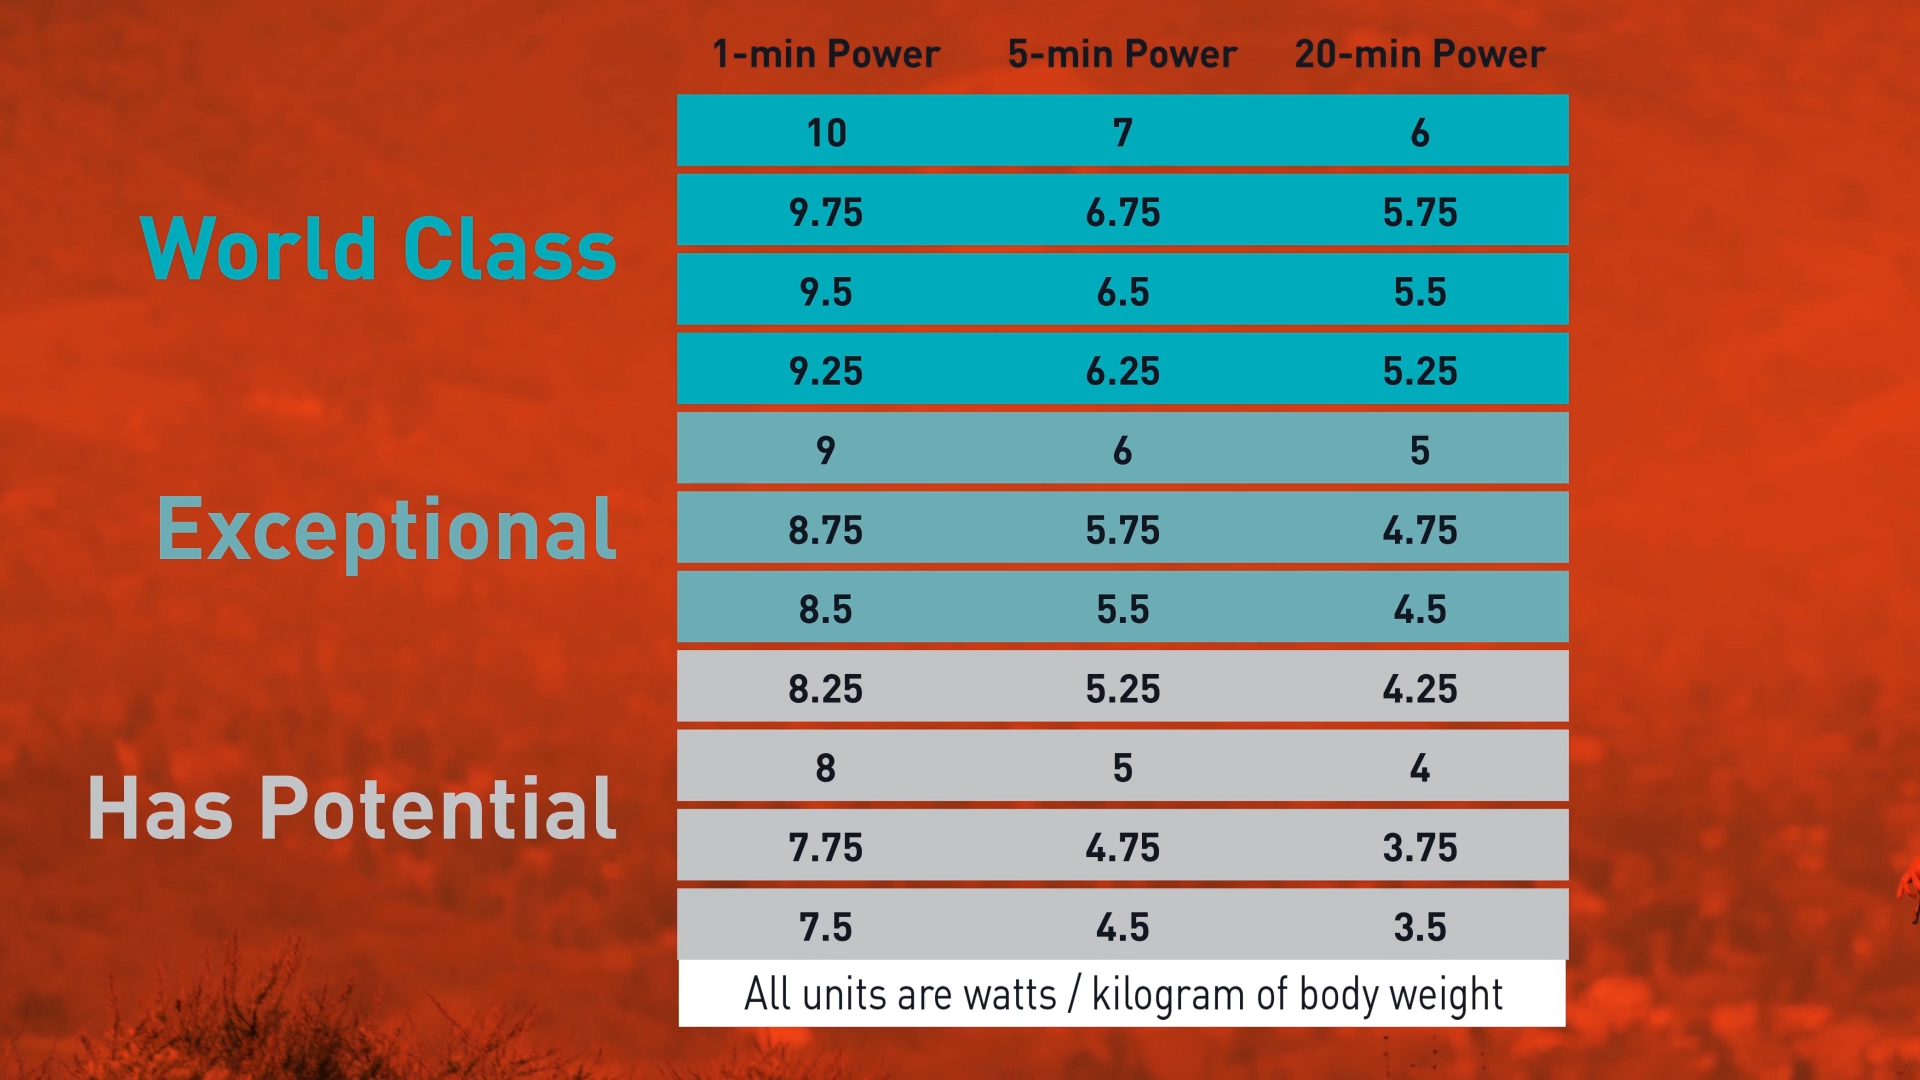 1-min Power 5-min Power 20-min Power
10 7 6
9.75 6.75 5.75
World Class
9.5 6.5 5.5
9.25 6.25 5.25
9 6 5
Exceptional
8.75 5.75 4.75
8.5 5.5 4.5
8.25 5.25 4.25
8 5 4
Has Potential
7.75 4.75 3.75
7.5 4.5 3.5
All units are watts / kilogram of body weight